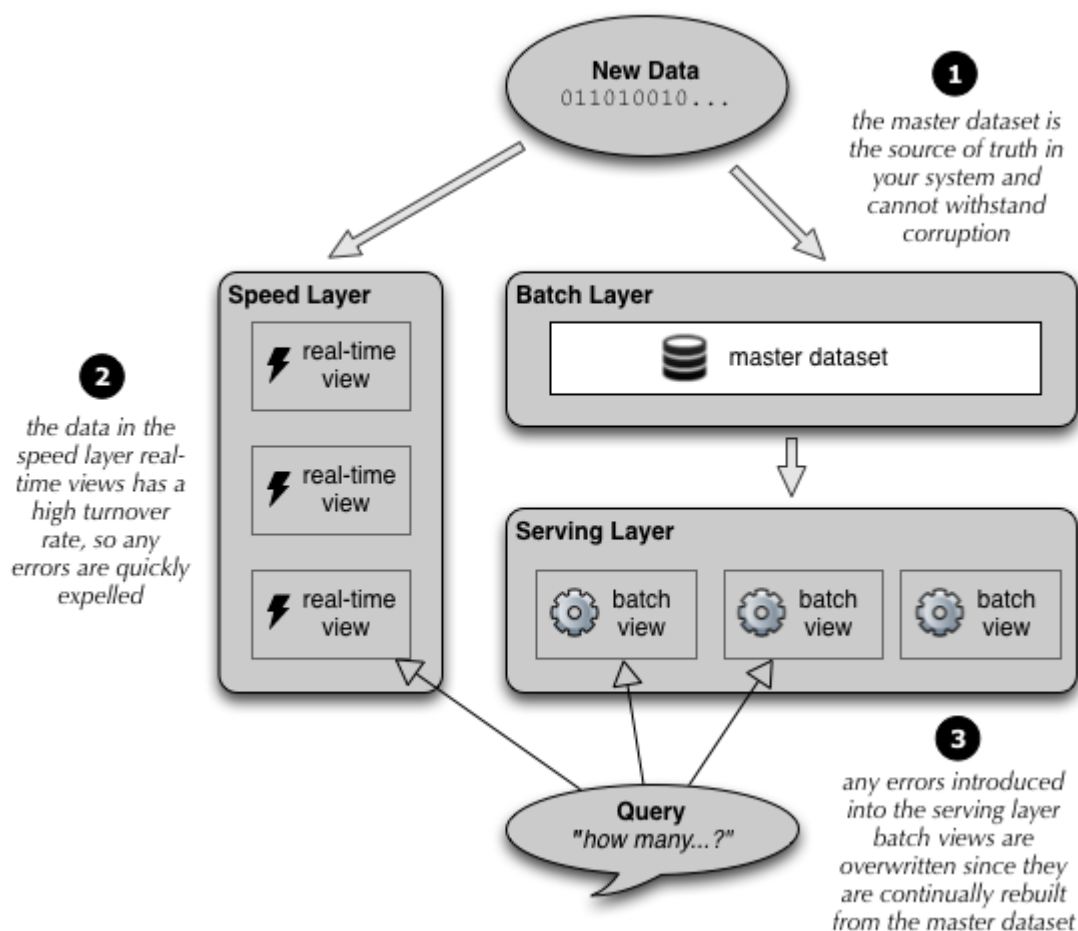 New Data
011010010...
1
the master dataset is
the source of truth in
your system and
cannot withstand
corruption
Speed Layer
real-time
view
real-time
view
real-time
view
2
the data in the
speed layer real-
time views has a
high turnover
rate, so any
errors are quickly
expelled
Batch Layer
master dataset
Serving Layer
batch
view
batch
view
batch
view
Query
"how many...?"
3
any errors introduced
into the serving layer
batch views are
overwritten since they
are continually rebuilt
from the master dataset